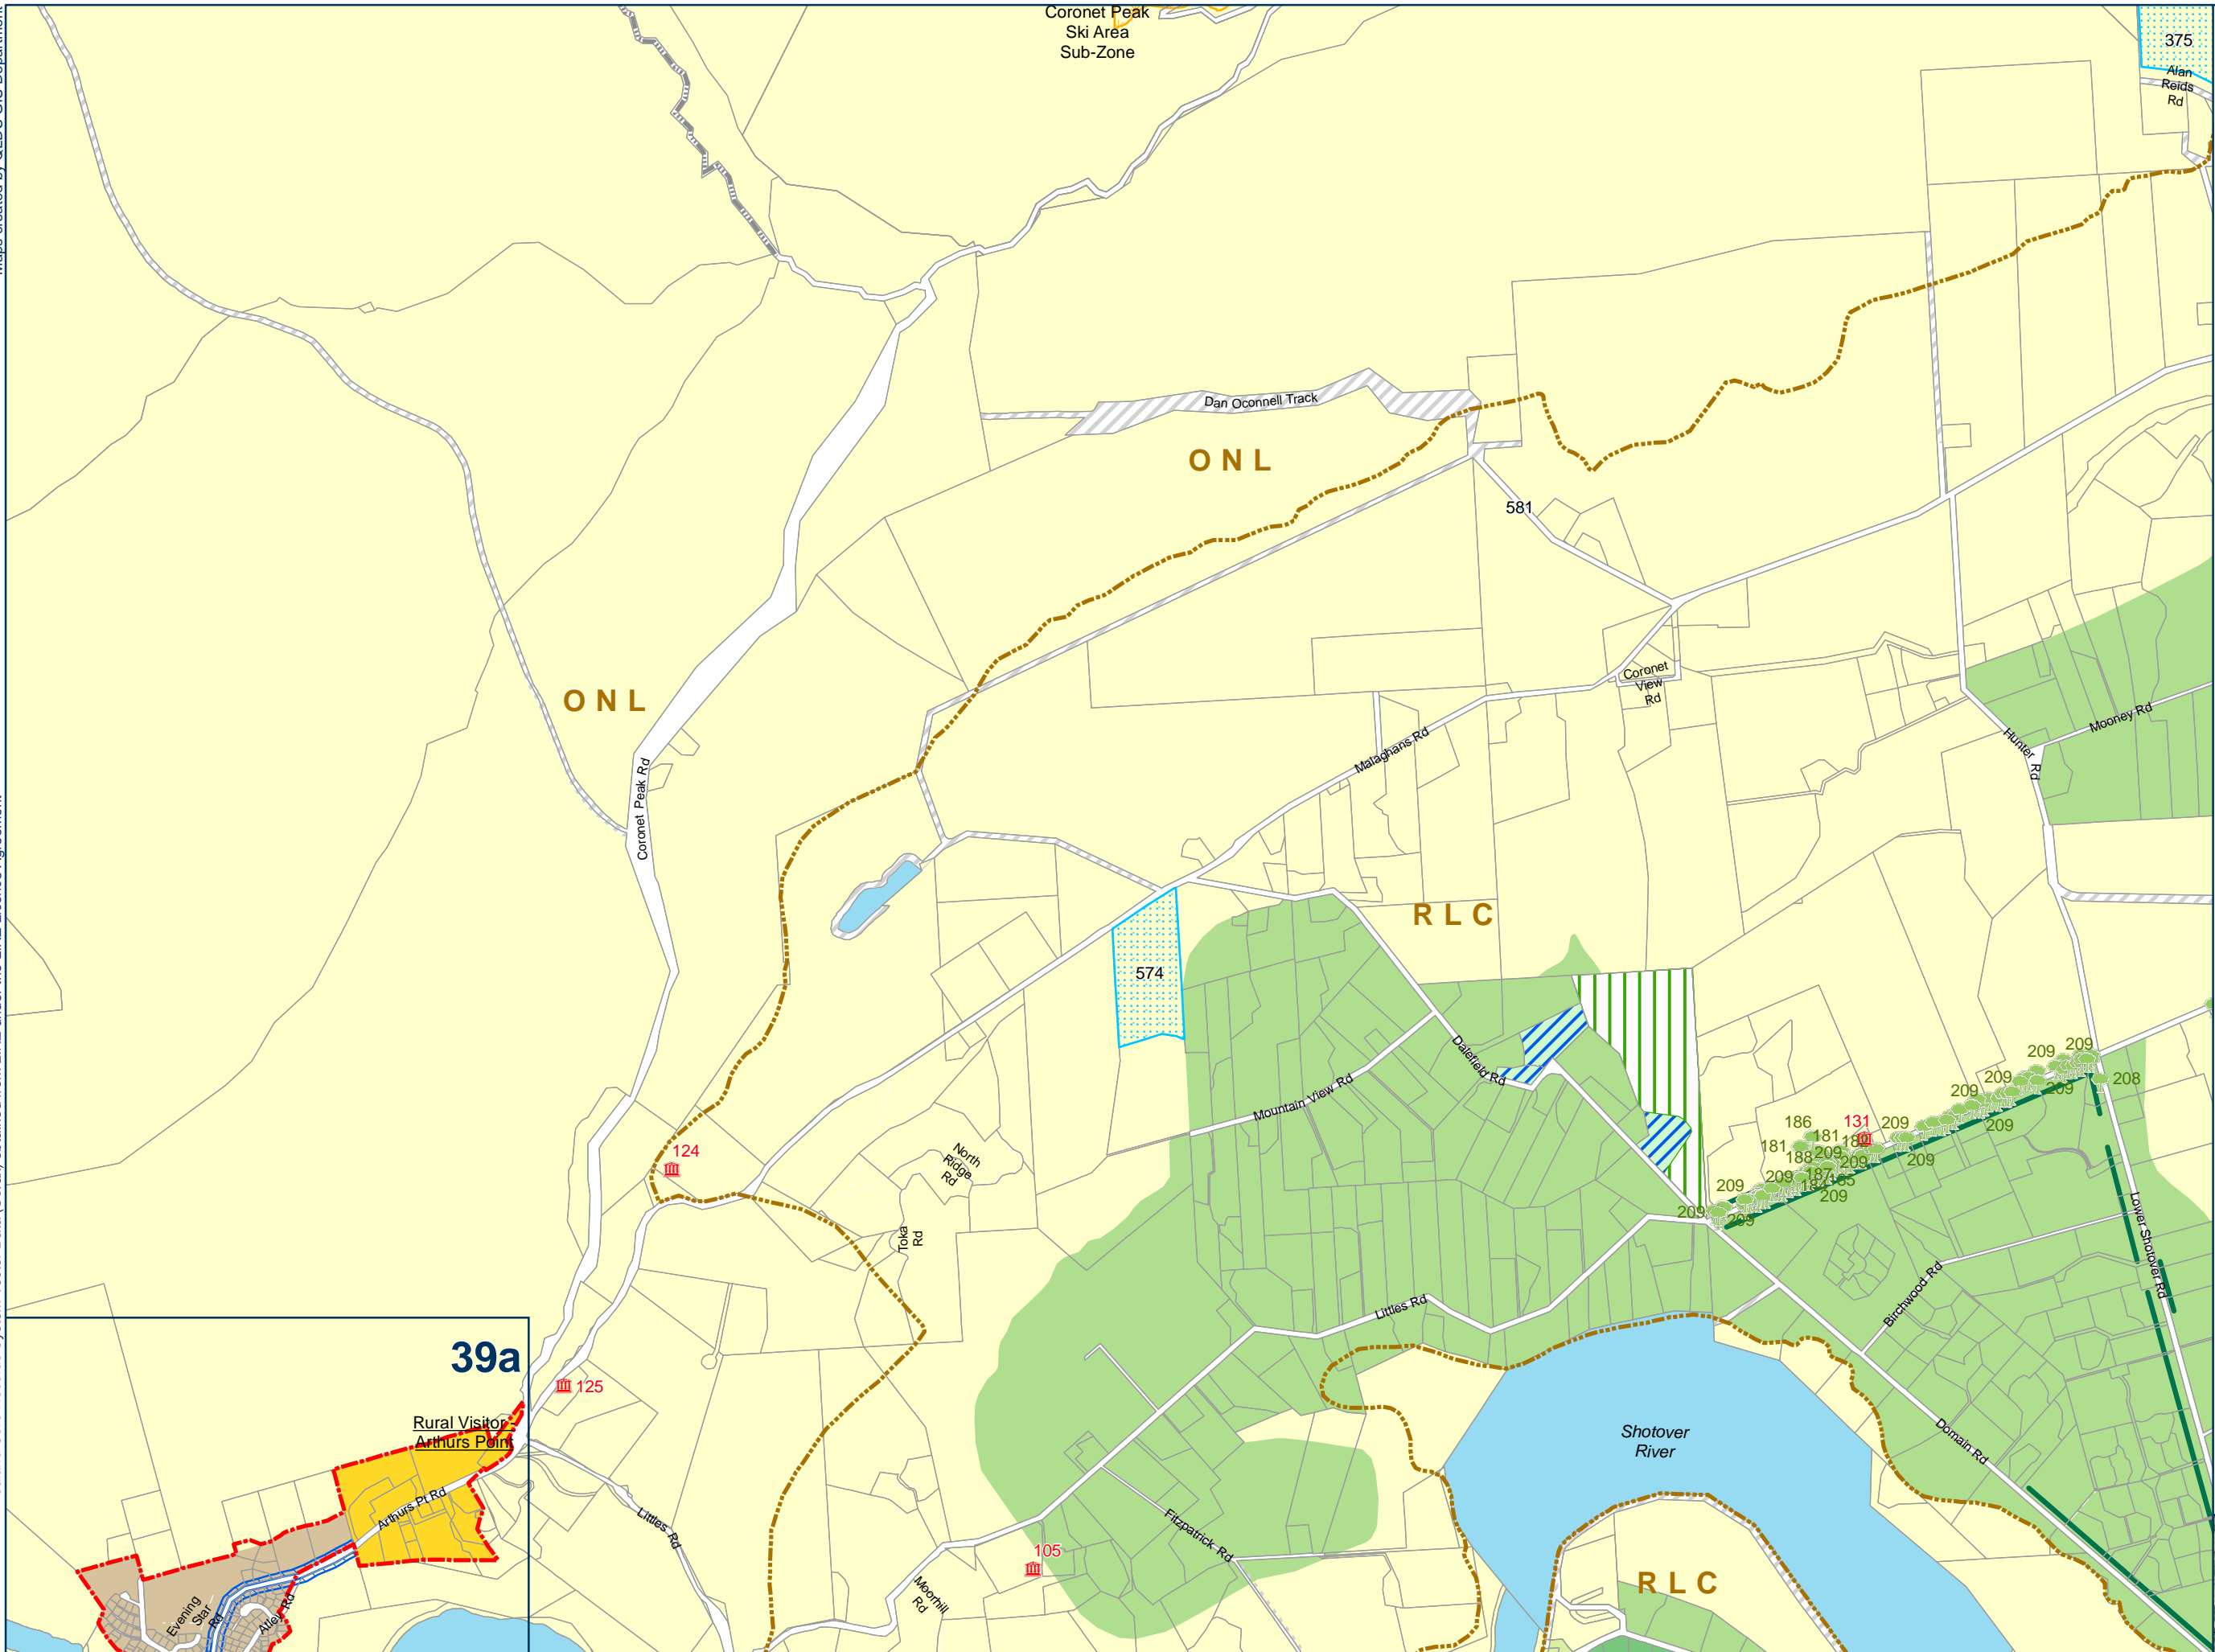 Coronet Peak
Ski Area
Sub-Zone
375
Alan
Reids
Rd
Dan Oconnell Track
ONL
581
ONL
Coronet
View
Rd
Mooney Rd
Hunter Rd
Malaghans Rd
Coronet Peak Rd
RLC
574
Dalefield Rd
Mountain View Rd
209
209
209
208
209
209
209
186
131
209
181
181
188
209
209
209
187
185
184
209
209
209
209
209
124
North
Ridge
Rd
Toka
Rd
Lower Shotover Rd
Birchwood Rd
Littles Rd
39a
125
Rural Visitor -
Arthurs Point
Shotover
River
Domain Rd
Arthurs Pt Rd
Littles Rd
Fitzpatrick Rd
105
Moorhill
Rd
RLC
Evening
Star
Rd
Atley Rd